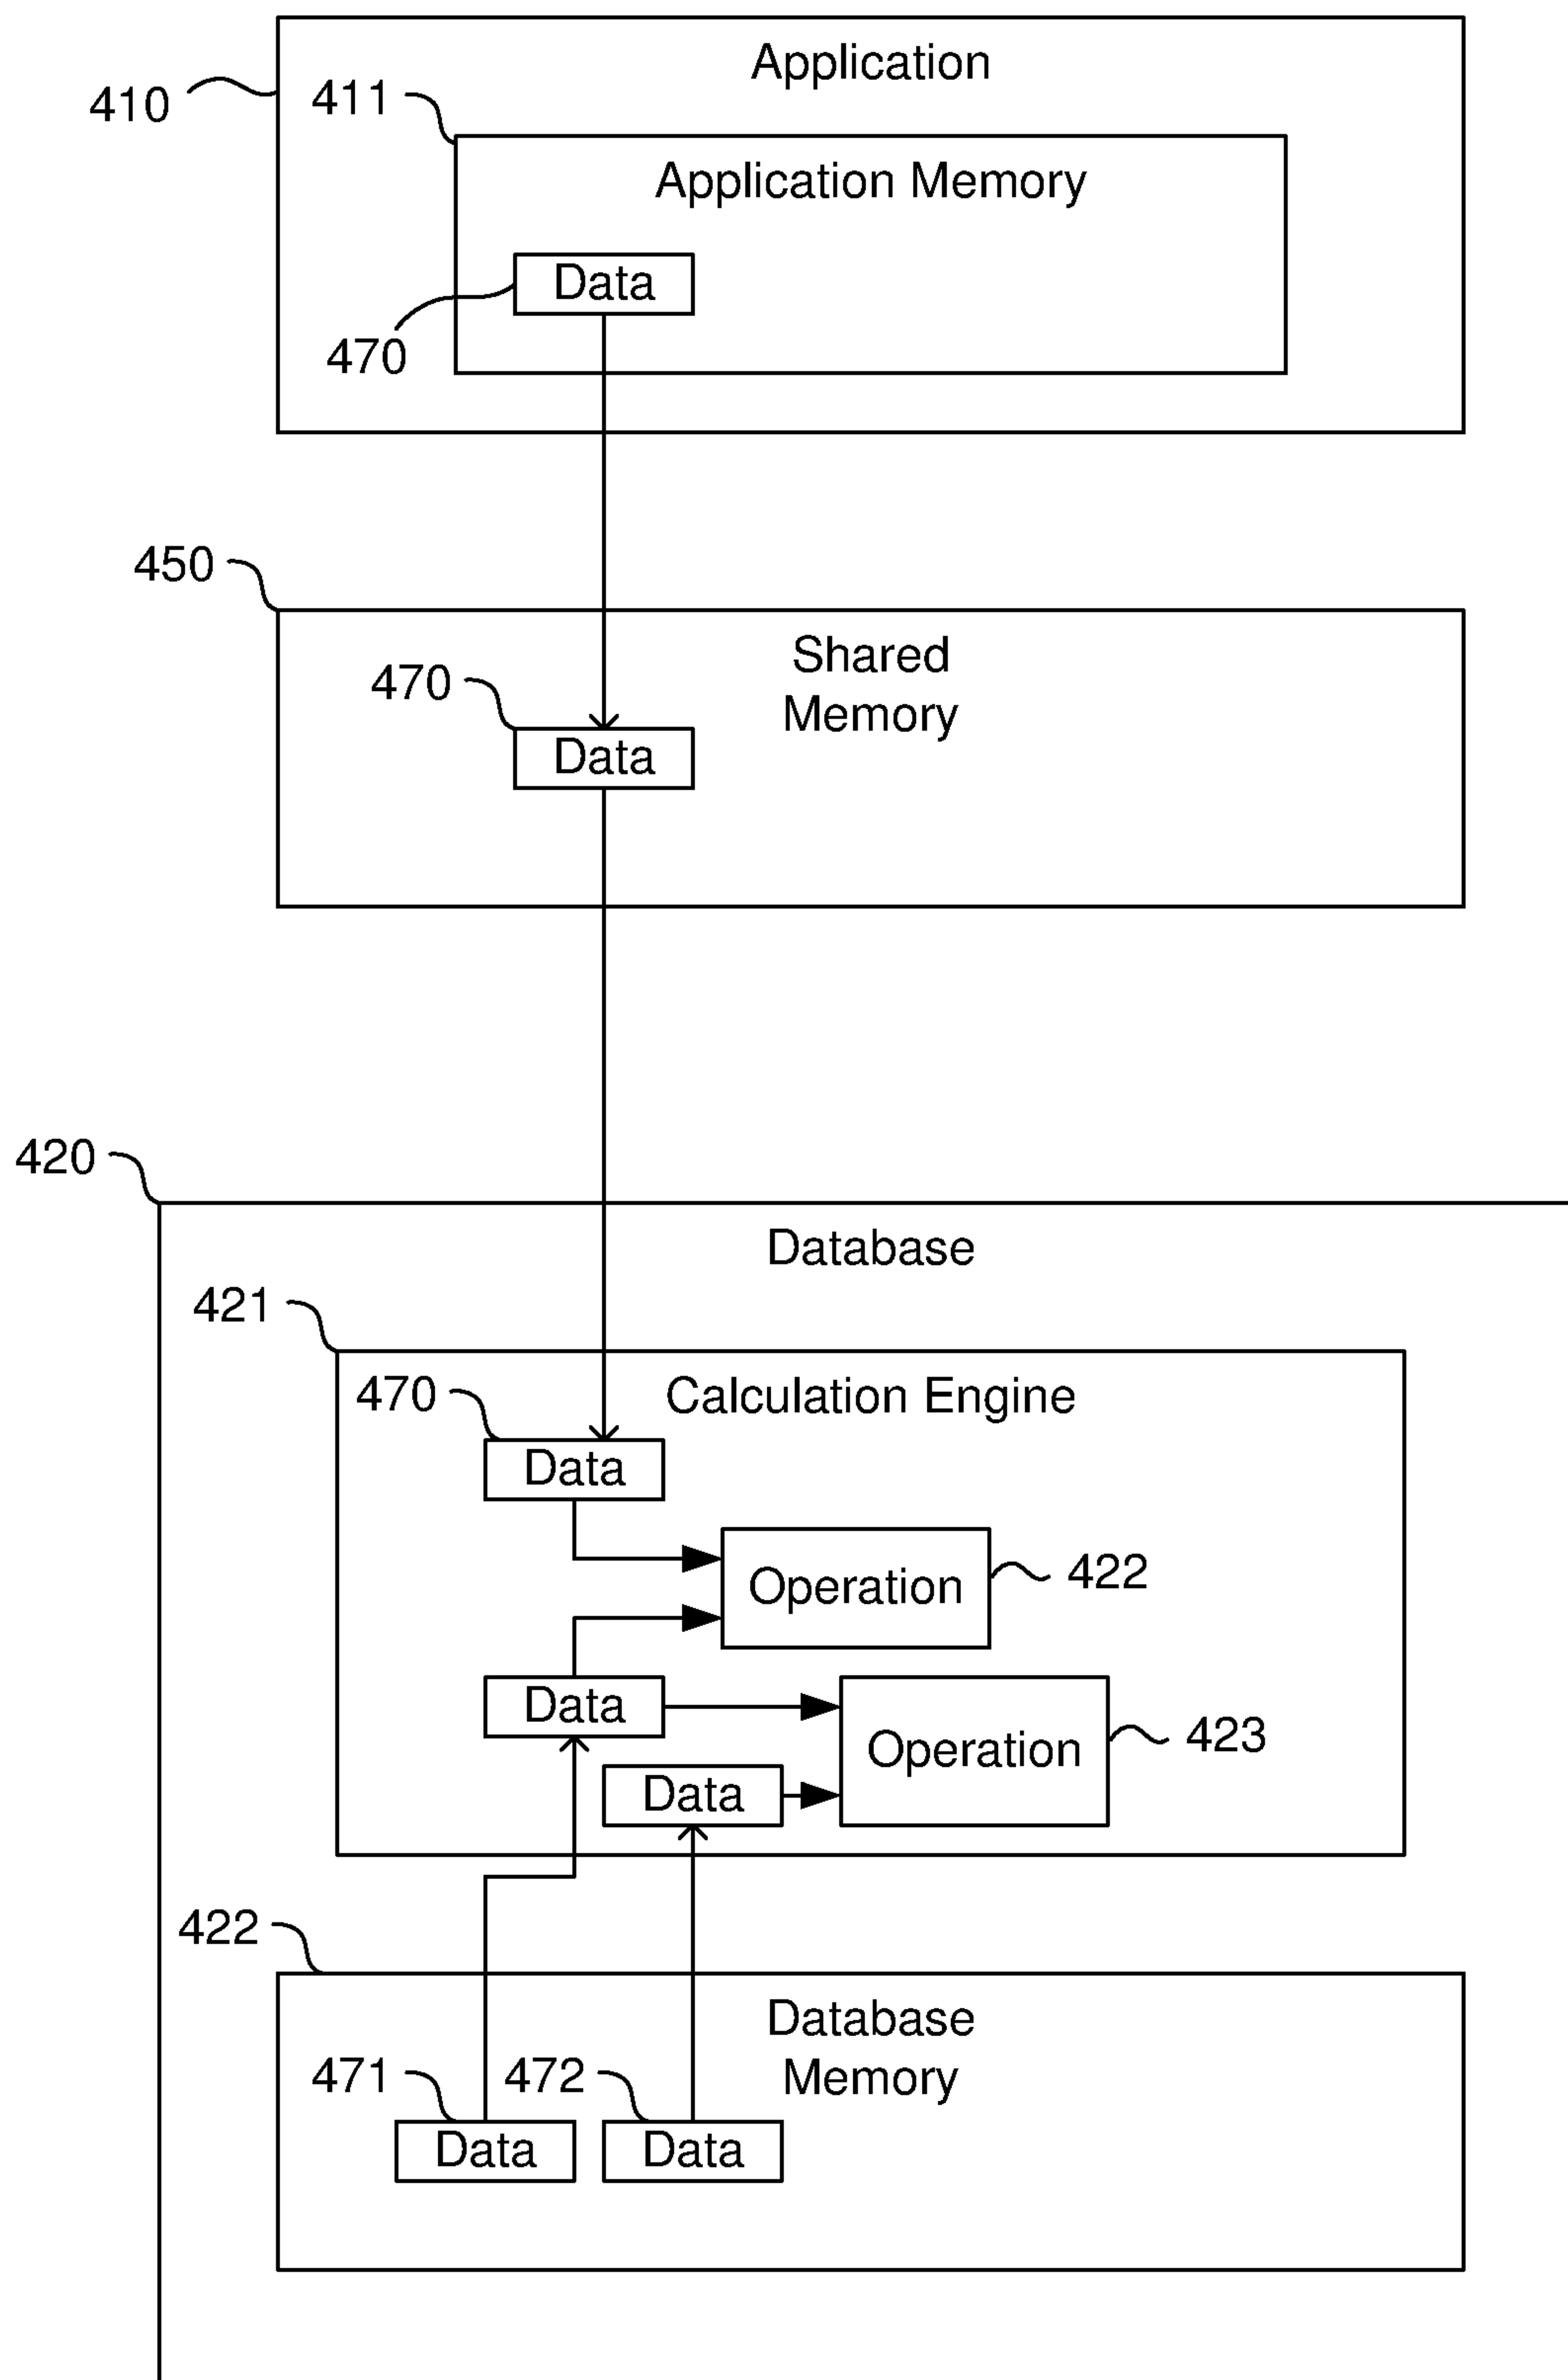 Application
410
411
Application Memory
Data
470
450
Shared
Memory
470
Data
420
Database
421
470
Calculation Engine
Data
Operation
422
Data
Operation
423
Data
422
Database
Memory
471
472
Data
Data